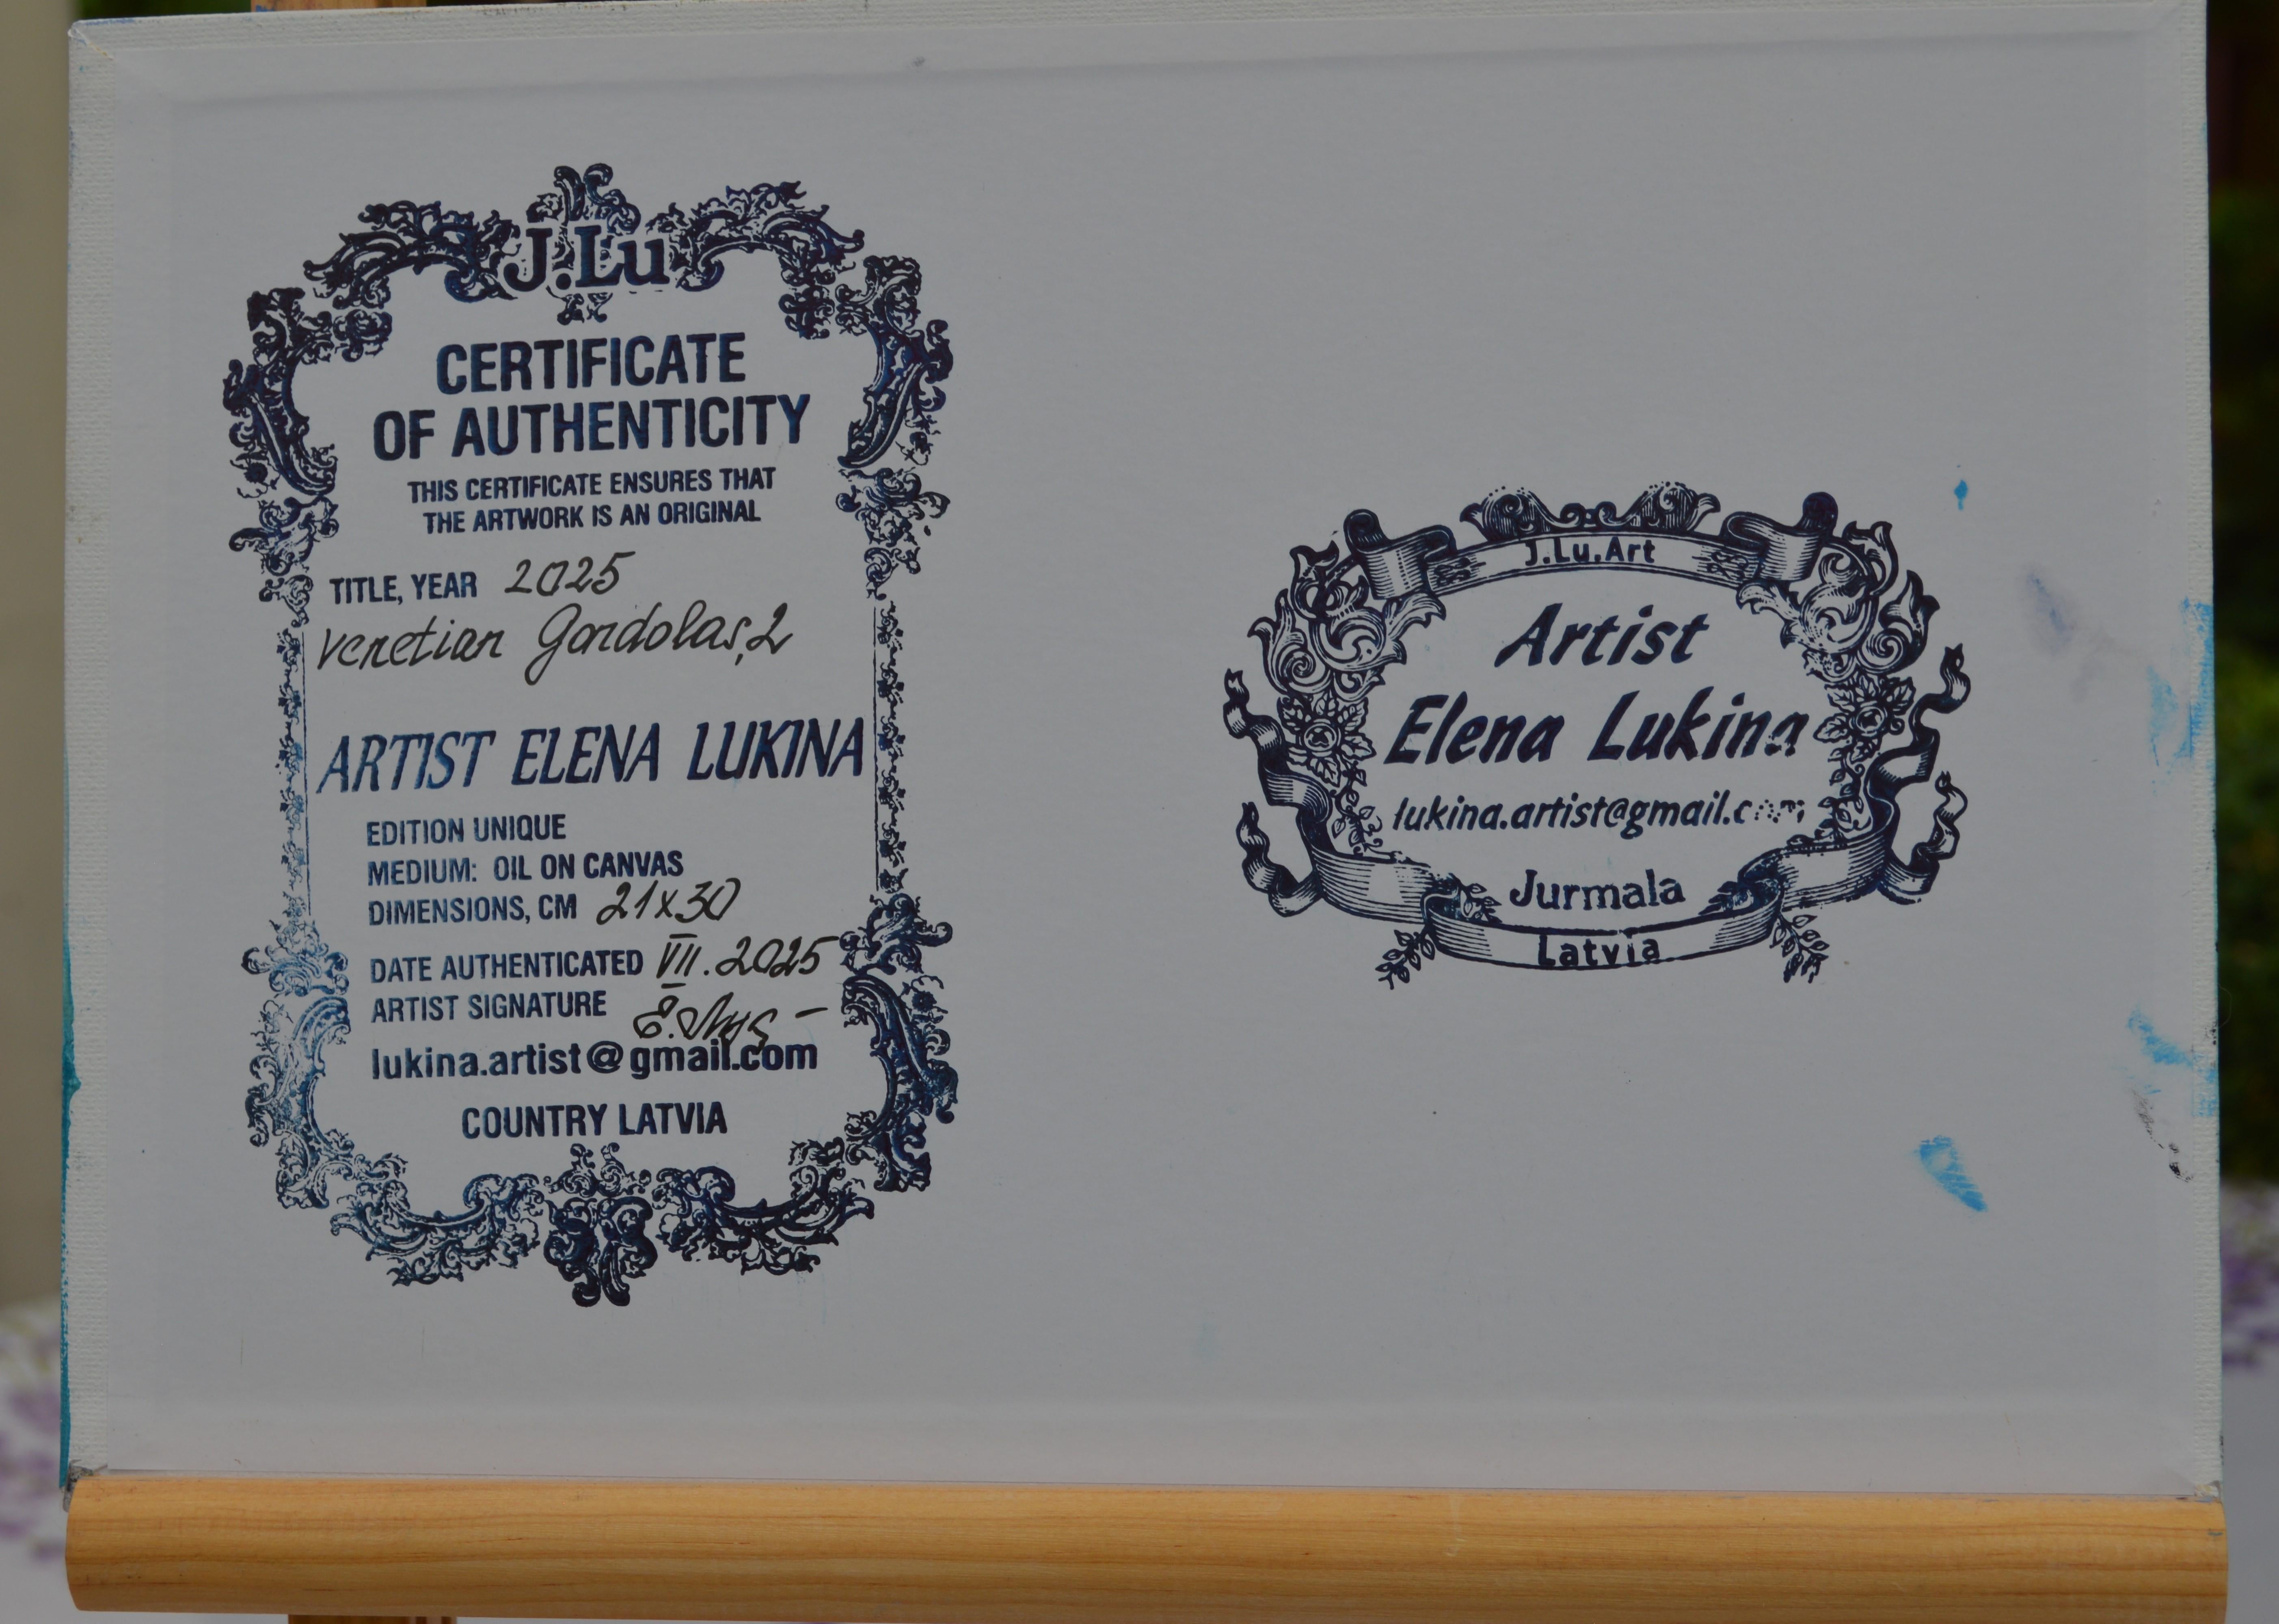 J.Lu
CERTIFICATE
OF AUTHENTICITY
THIS CERTIFICATE ENSURES THAT
THE ARTWORK IS AN ORIGINAL
TITLE, YEAR 2025
Venetian Gondolas, 2
ARTIST ELENA LUKINA
EDITION UNIQUE
MEDIUM: OIL ON CANVAS
DIMENSIONS, CM 21x30
DATE AUTHENTICATED VII.2025
ARTIST SIGNATURE
lukina.artist@gmail.com
COUNTRY LATVIA
J.Lu.Art
Artist
Elena Lukina
lukina.artist@gmail.com
Jurmala
Latvia